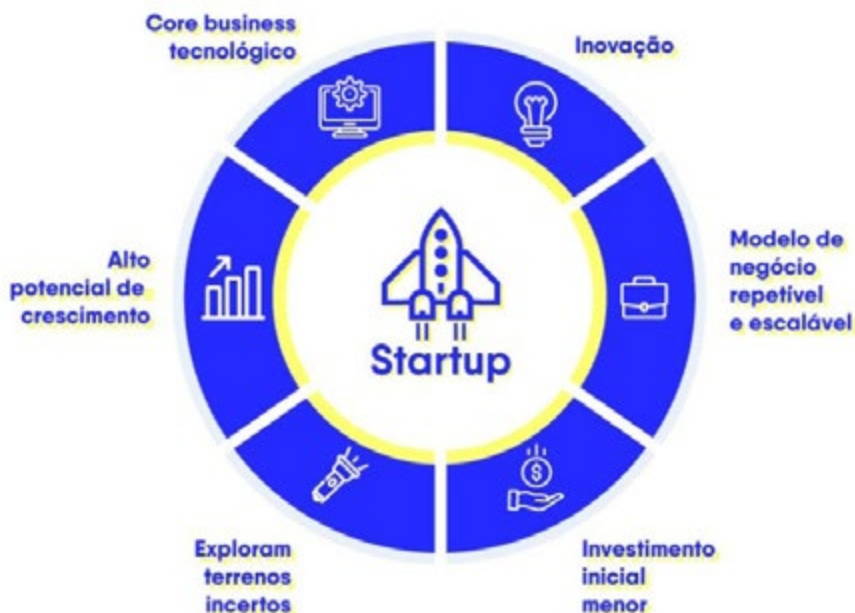 Core business
tecnológico
Inovação
Alto
potencial de
crescimento
Modelo de
negócio
repetível
e escalável
Startup
Exploram
terrenos
incertos
Investimento
inicial
menor